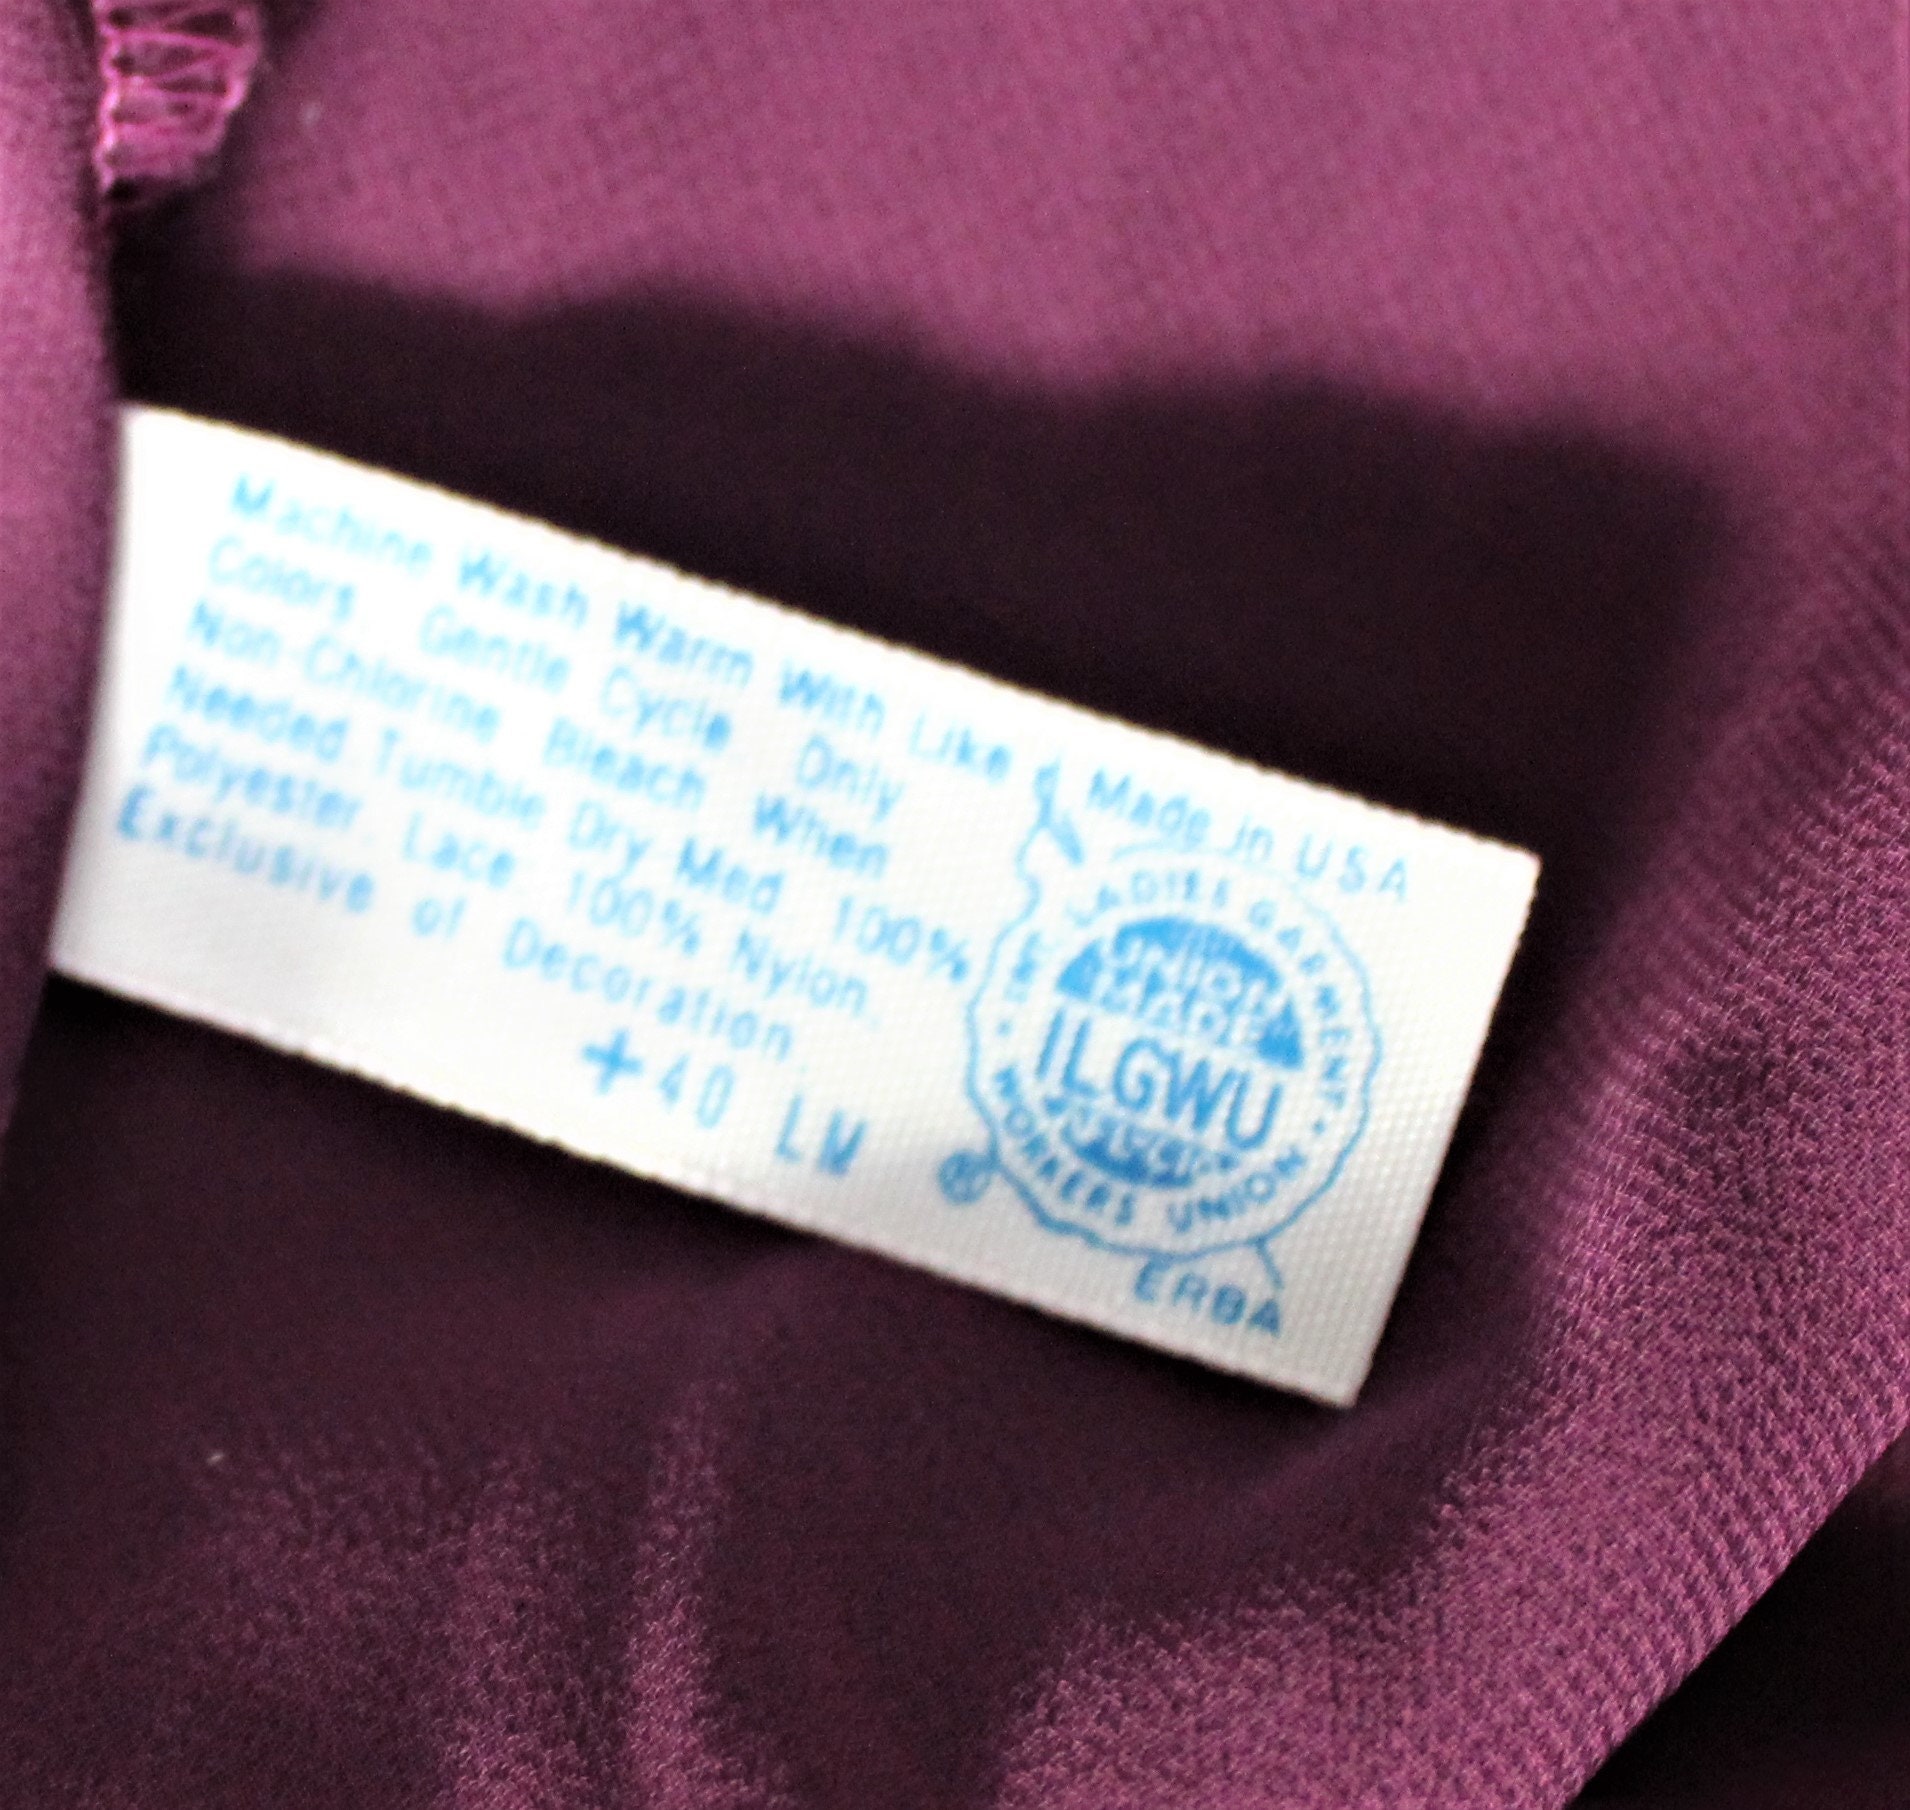 Machine Wash Warm With Like
Colors Gentle Cycle Only
Non-Chlorine Bleach When
Needed Tumble Dry Med 100%
Polyester Lace 100% Nylon.
Exclusive of Decoration
+40 LW
Made in USA
LADIES GARMENT
UNION
MADE
ILGWU
WORKERS UNION
ERBA